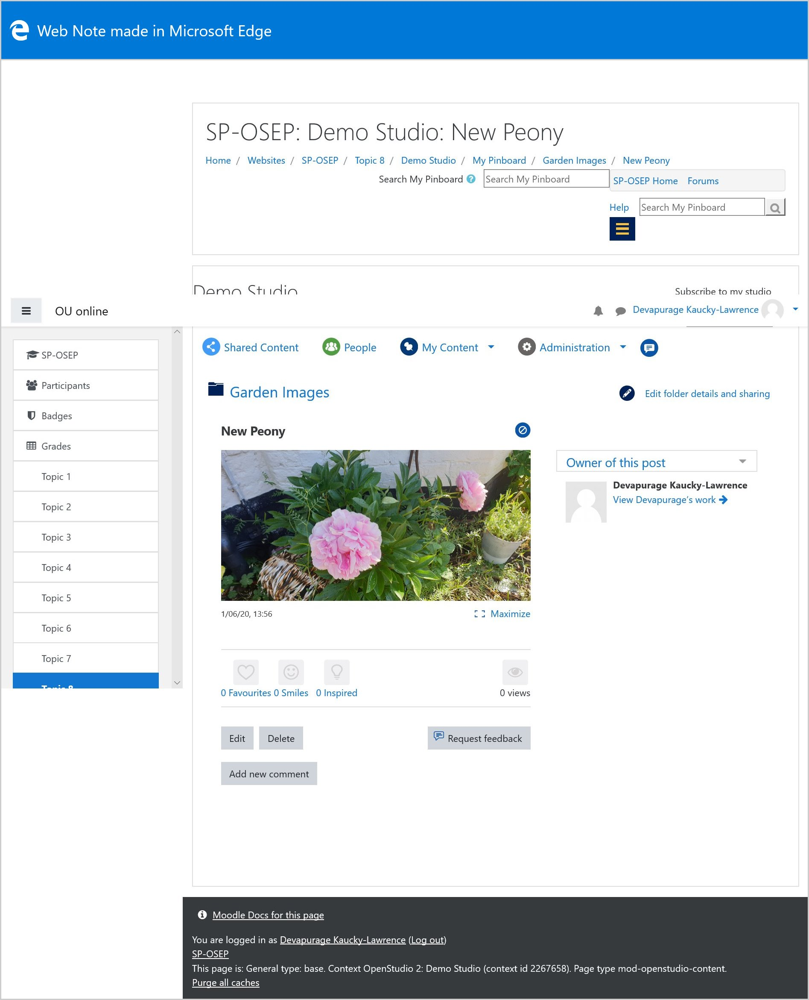 Web Note made in Microsoft Edge
SP-OSEP: Demo Studio: New Peony
Home / Websites / SP-OSEP / Topic 8 / Demo Studio / My Pinboard / Garden Images / New Peony
Search My Pinboard ? Search My Pinboard SP-OSEP Home Forums
Help Search My Pinboard
Demo Studio
Subscribe to my studio
OU online
Devapurage Kaucky-Lawrence
SP-OSEP
Participants
Badges
Grades
Topic 1
Topic 2
Topic 3
Topic 4
Topic 5
Topic 6
Topic 7
Topic 8
Shared Content People My Content Administration
Garden Images
Edit folder details and sharing
New Peony
1/06/20, 13:56
Maximize
Owner of this post
Devapurage Kaucky-Lawrence
View Devapurage's work
0 Favourites 0 Smiles 0 Inspired
0 views
Edit Delete
Request feedback
Add new comment
Moodle Docs for this page
You are logged in as Devapurage Kaucky-Lawrence (Log out)
SP-OSEP
This page is: General type: base. Context OpenStudio 2: Demo Studio (context id 2267658). Page type mod-openstudio-content.
Purge all caches